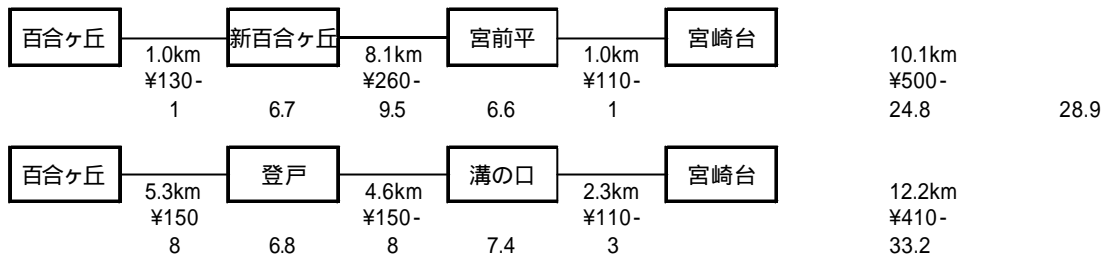 百合ヶ丘 新百合ヶ丘 宮前平 宮崎台
1.0km 8.1km 1.0km 10.1km
¥130- ¥260- ¥110- ¥500-
1 6.7 9.5 6.6 1 24.8 28.9
百合ヶ丘 登戸 溝の口 宮崎台
5.3km 4.6km 2.3km 12.2km
¥150 ¥150- ¥110- ¥410-
8 6.8 8 7.4 3 33.2